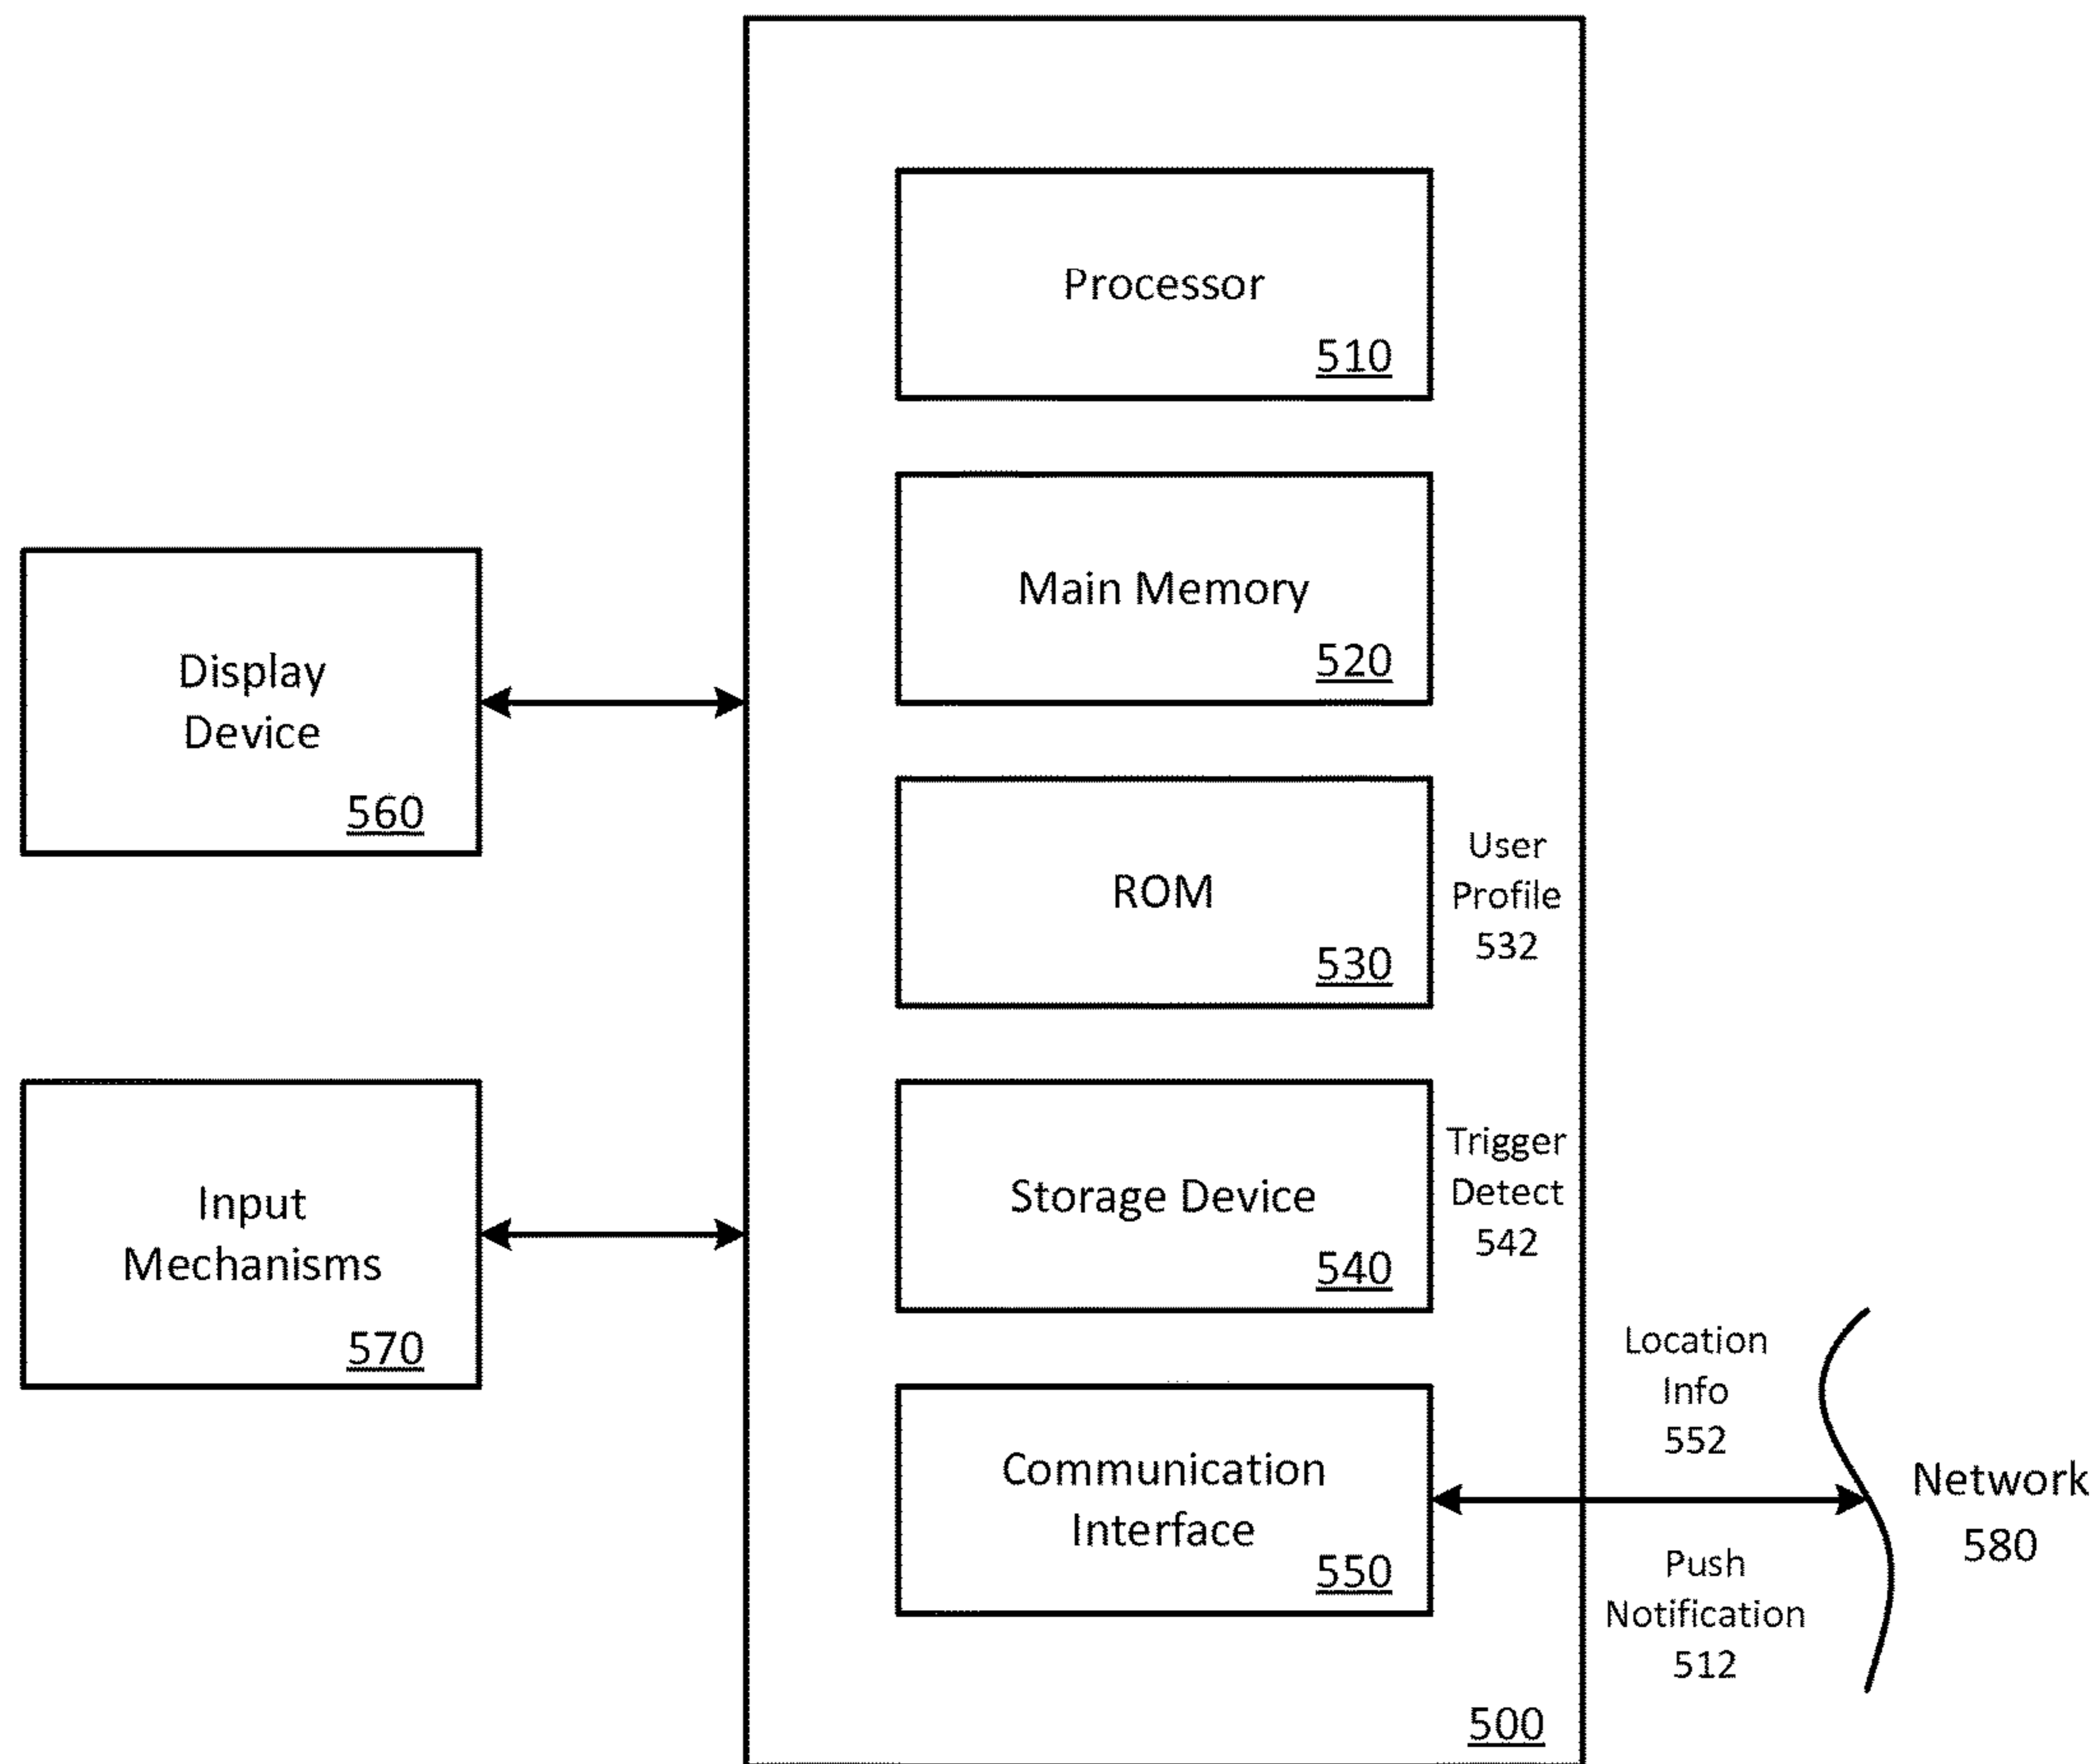 Processor
510
Main Memory
520
Display
Device
560
ROM
530
User
Profile
532
Input
Mechanisms
570
Storage Device
540
Trigger
Detect
542
Communication
Interface
550
Location
Info
552
Push
Notification
512
Network
580
500